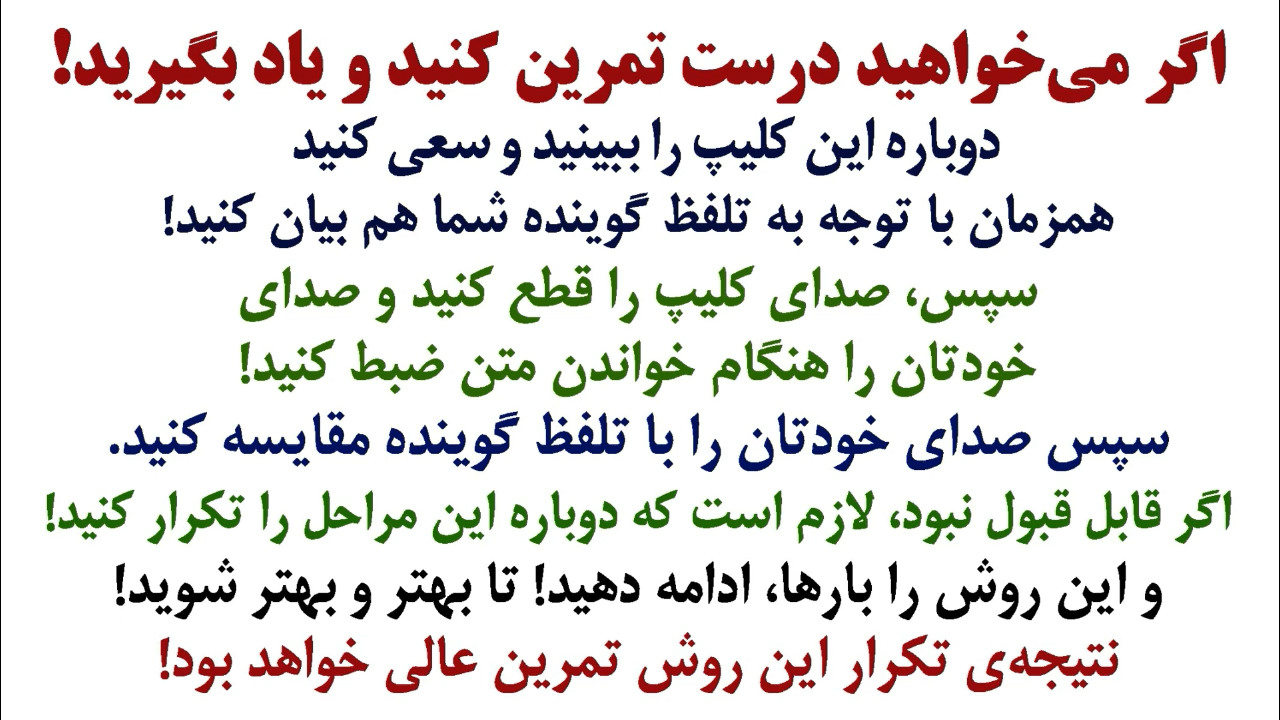 اگر می‌خواهید درست تمرین کنید و یاد بگیرید!
دوباره این کلیپ را ببینید و سعی کنید
همزمان با توجه به تلفظ گوینده شما هم بیان کنید!
سپس، صدای کلیپ را قطع کنید و صدای
خودتان را هنگام خواندن متن ضبط کنید!
سپس صدای خودتان را با تلفظ گوینده مقایسه کنید.
اگر قابل قبول نبود، لازم است که دوباره این مراحل را تکرار کنید!
و این روش را بارها، ادامه دهید! تا بهتر و بهتر شوید!
نتیجه‌ی تکرار این روش تمرین عالی خواهد بود!